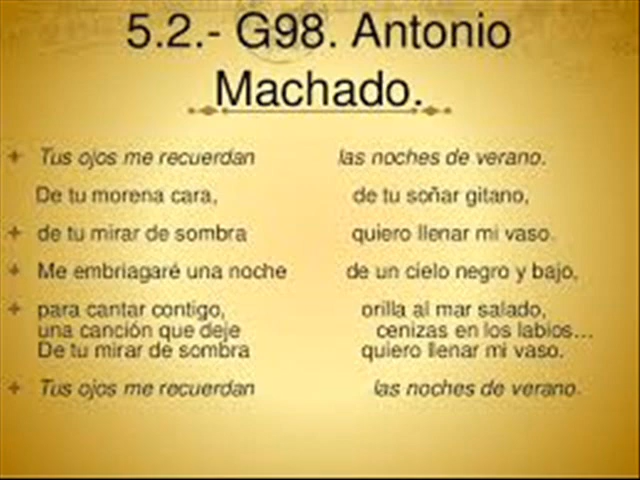 5.2.- G98. Antonio
Machado.
Tus ojos me recuerdan las noches de verano.
De tu morena cara, de tu soñar gitano,
de tu mirar de sombra quiero llenar mi vaso.
Me embriagaré una noche de un cielo negro y bajo,
para cantar contigo, orilla al mar salado,
una canción que deje cenizas en los labios...
De tu mirar de sombra quiero llenar mi vaso.
Tus ojos me recuerdan las noches de verano.